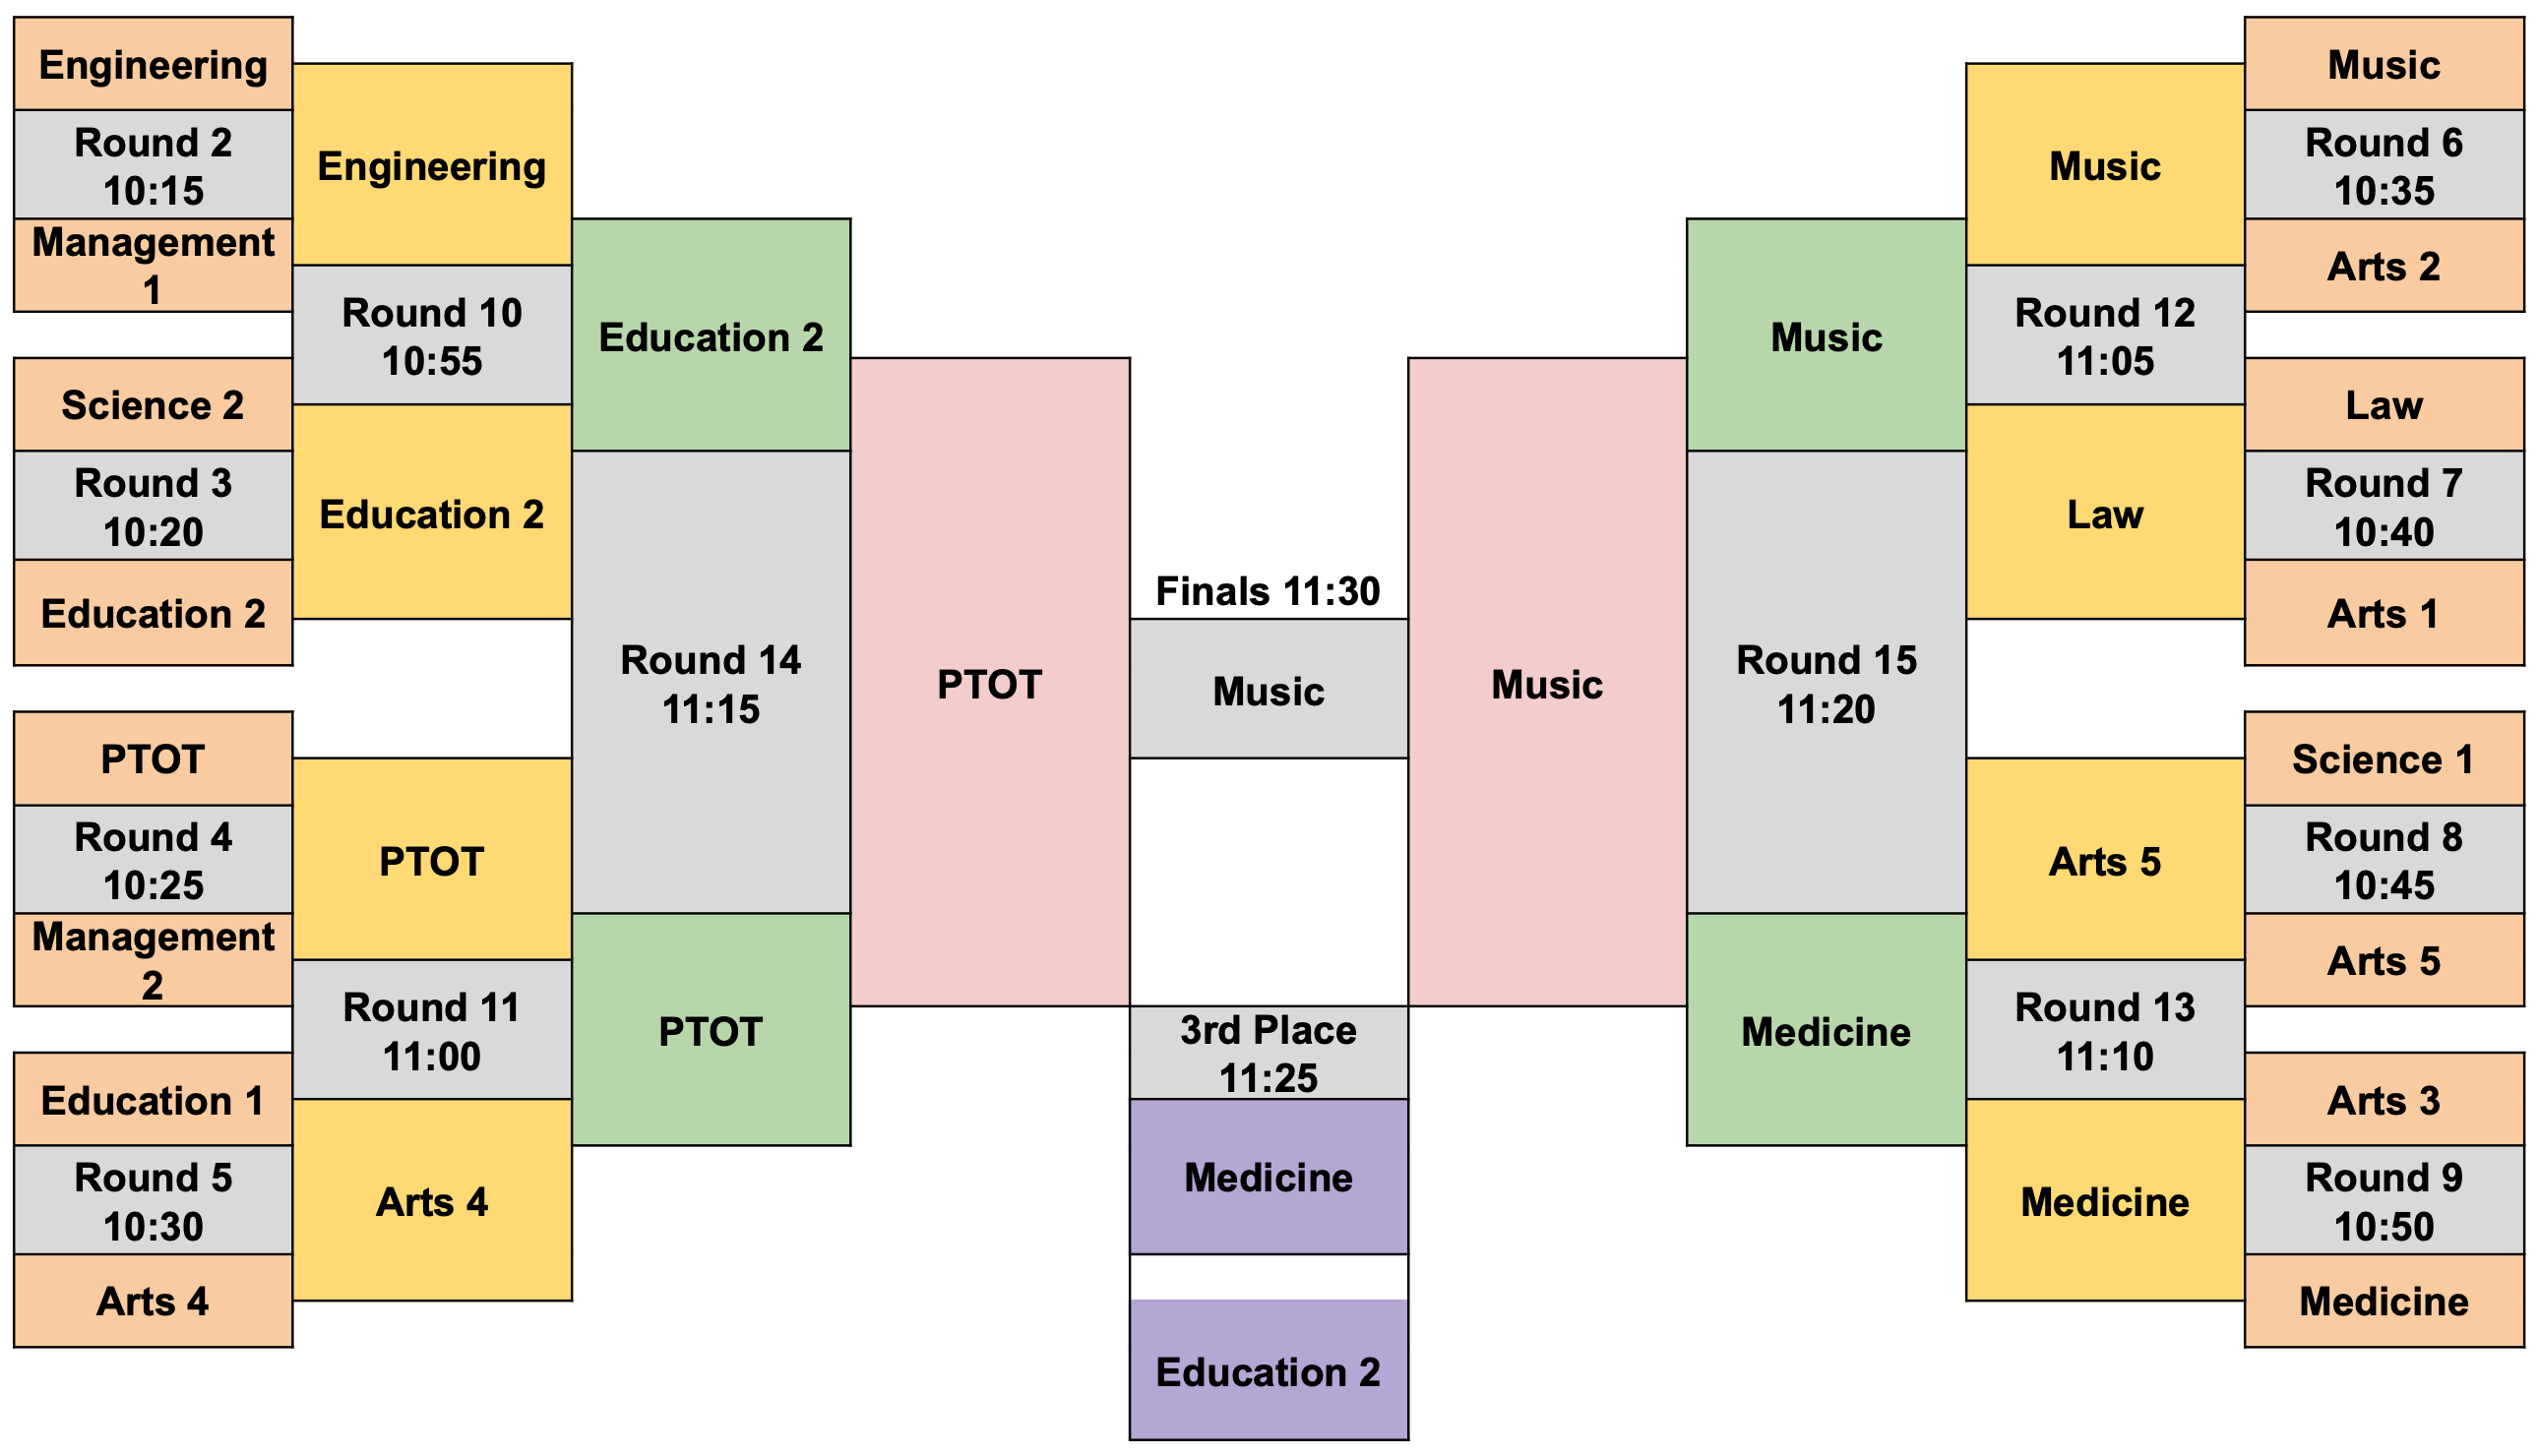 Engineering
Round 2
10:15
Management
1
Science 2
Round 3
10:20
Education 2
PTOT
Round 4
10:25
Management
2
Education 1
Round 5
10:30
Arts 4
Engineering
Round 10
10:55
Education 2
PTOT
Round 11
11:00
Arts 4
Education 2
Round 14
11:15
PTOT
PTOT
Finals 11:30
Music
3rd Place
11:25
Medicine
Education 2
Music
Music
Round 15
11:20
Medicine
Music
Round 12
11:05
Law
Arts 5
Round 13
11:10
Medicine
Music
Round 6
10:35
Arts 2
Law
Round 7
10:40
Arts 1
Science 1
Round 8
10:45
Arts 5
Arts 3
Round 9
10:50
Medicine